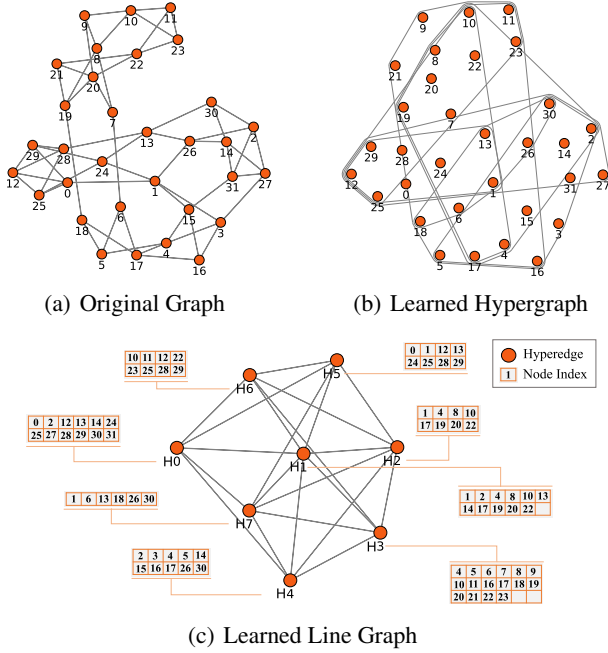 9 10 11
8 22 23
21 20
19 7
30
13 2
29 28 26 14
12 24
25 0 1 31 27
18 6 15 3
5 17 4 16
(a) Original Graph
9 10 11
8 22 23
21 20
19 7 30
13 2
29 28 26 14
12 24
25 0 1 31 27
18 6 15 3
5 17 4 16
(b) Learned Hypergraph
10 11 12 22
23 25 28 29
H6
H5
0 1 12 13
24 25 28 29
Hyperedge
1 Node Index
0 2 12 13 14 24
25 27 28 29 30 31
H0
H1
H2
1 4 8 10
17 19 20 22
1 6 13 18 26 30
H7
H3
1 2 4 8 10 13
14 17 19 20 22
2 3 4 5 14
15 16 17 26 30
H4
4 5 6 7 8 9
10 11 16 17 18 19
20 21 22 23
(c) Learned Line Graph